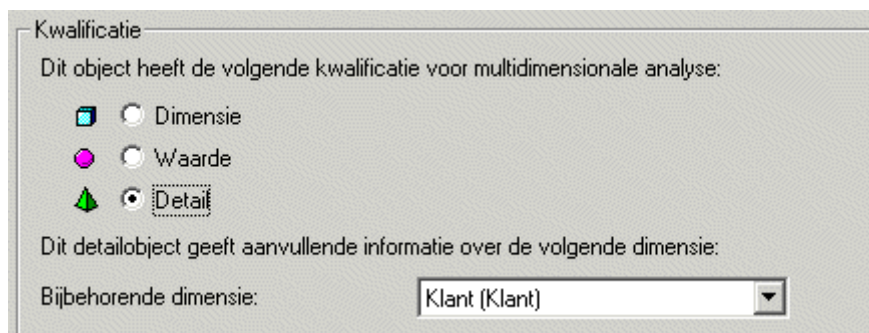 Kwalificatie
Dit object heeft de volgende kwalificatie voor multidimensionale analyse:
Dimensie
Waarde
Detail
Dit detailobject geeft aanvullende informatie over de volgende dimensie:
Bijbehorende dimensie: Klant (Klant)